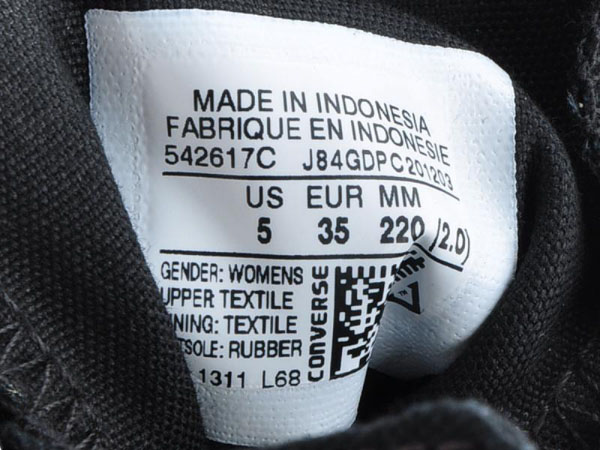 MADE IN INDONESIA
FABRIQUE EN INDONESIE
542617C J84GDPC201203
US EUR MM
5 35 220 (2.0)
GENDER: WOMENS
UPPER TEXTILE
NING: TEXTILE
TSOLE: RUBBER
1311 L68
CONVERSE